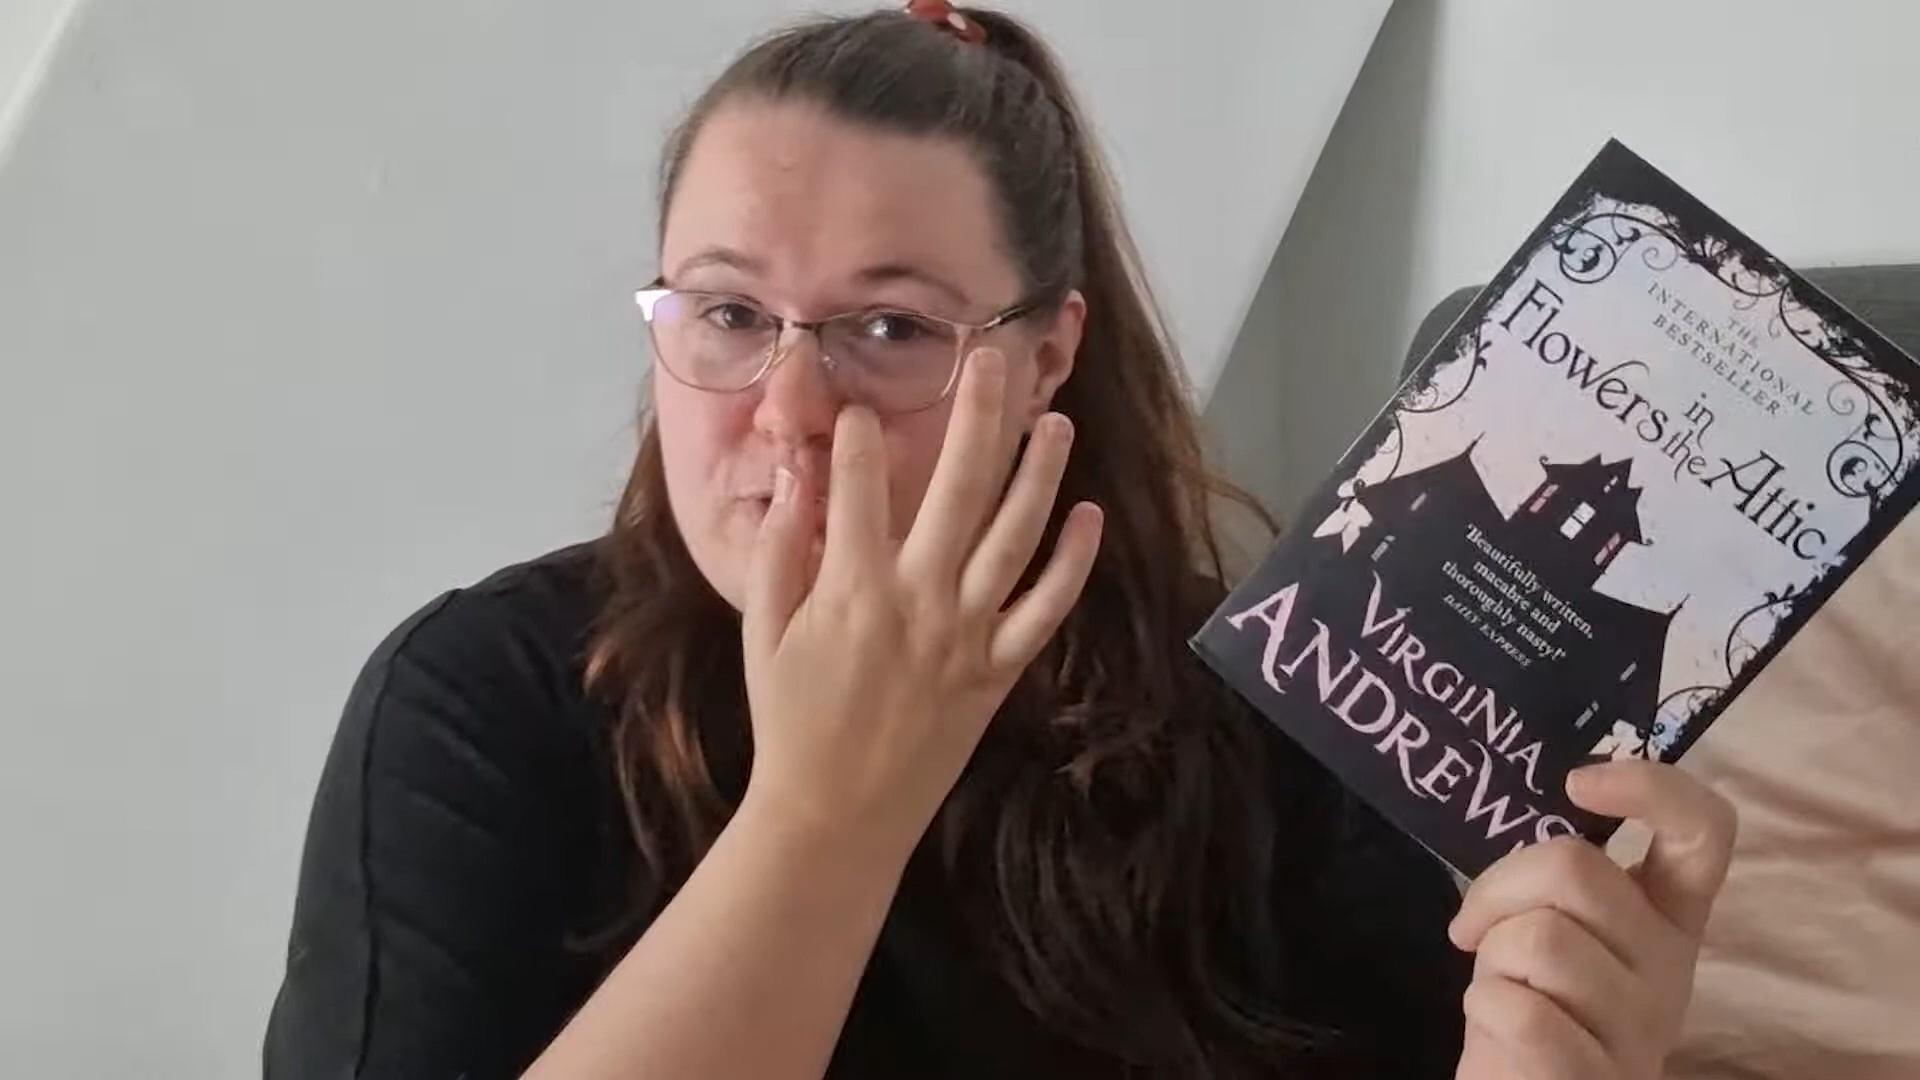 THE
INTERNATIONAL
BESTSELLER
Flowers
in
the
Attic
'Beautifully written,
macabre and
thoroughly nasty!'
DAILY EXPRESS
VIRGINIA
ANDREWS